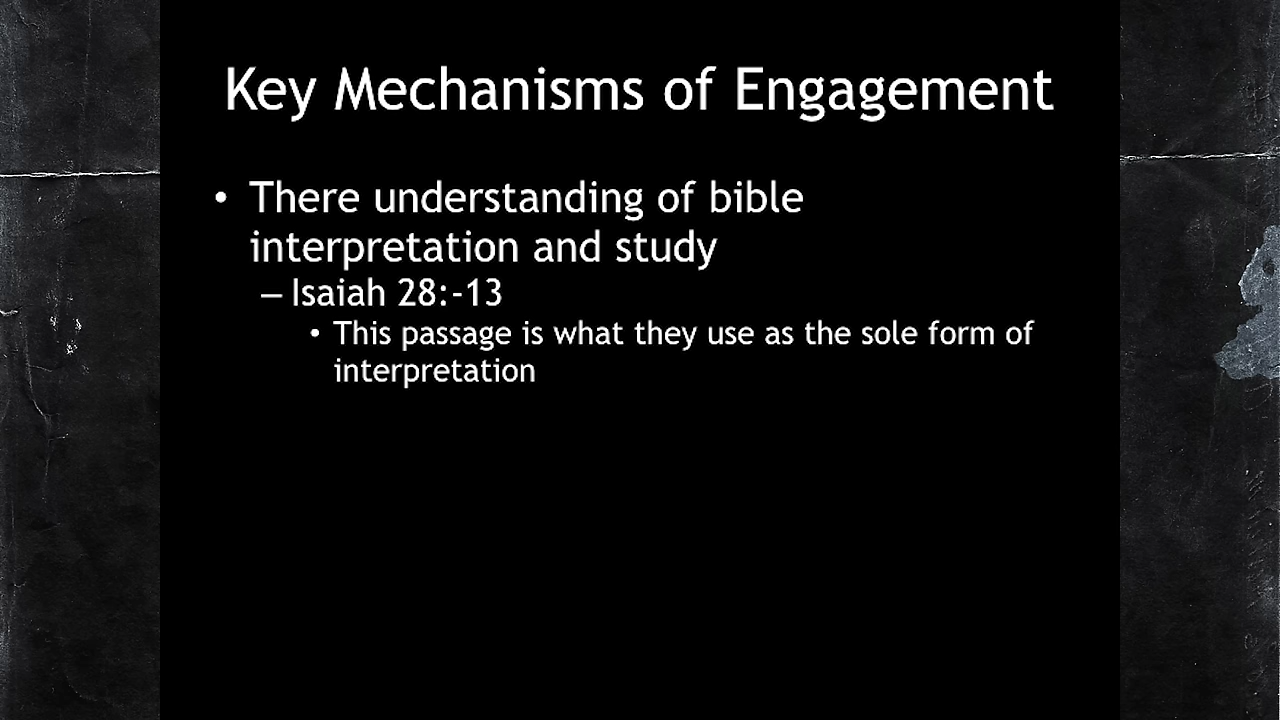 Key Mechanisms of Engagement
• There understanding of bible
interpretation and study
– Isaiah 28:-13
• This passage is what they use as the sole form of
interpretation